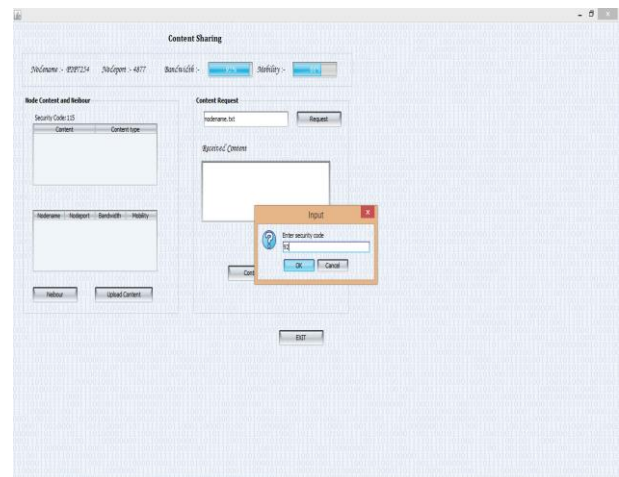 Content Sharing
Nodename :- P2P7254 Nodeport :- 4877 Bandwidth :- Mobility :-
Node Content and Neibour
Content Request
Security Code:115
nodename.txt
Request
Content Content type
Received Content
Input
Enter security code
OK Cancel
Nodename Nodeport Bandwidth Mobility
Cont
Neibour Upload Content
EXIT